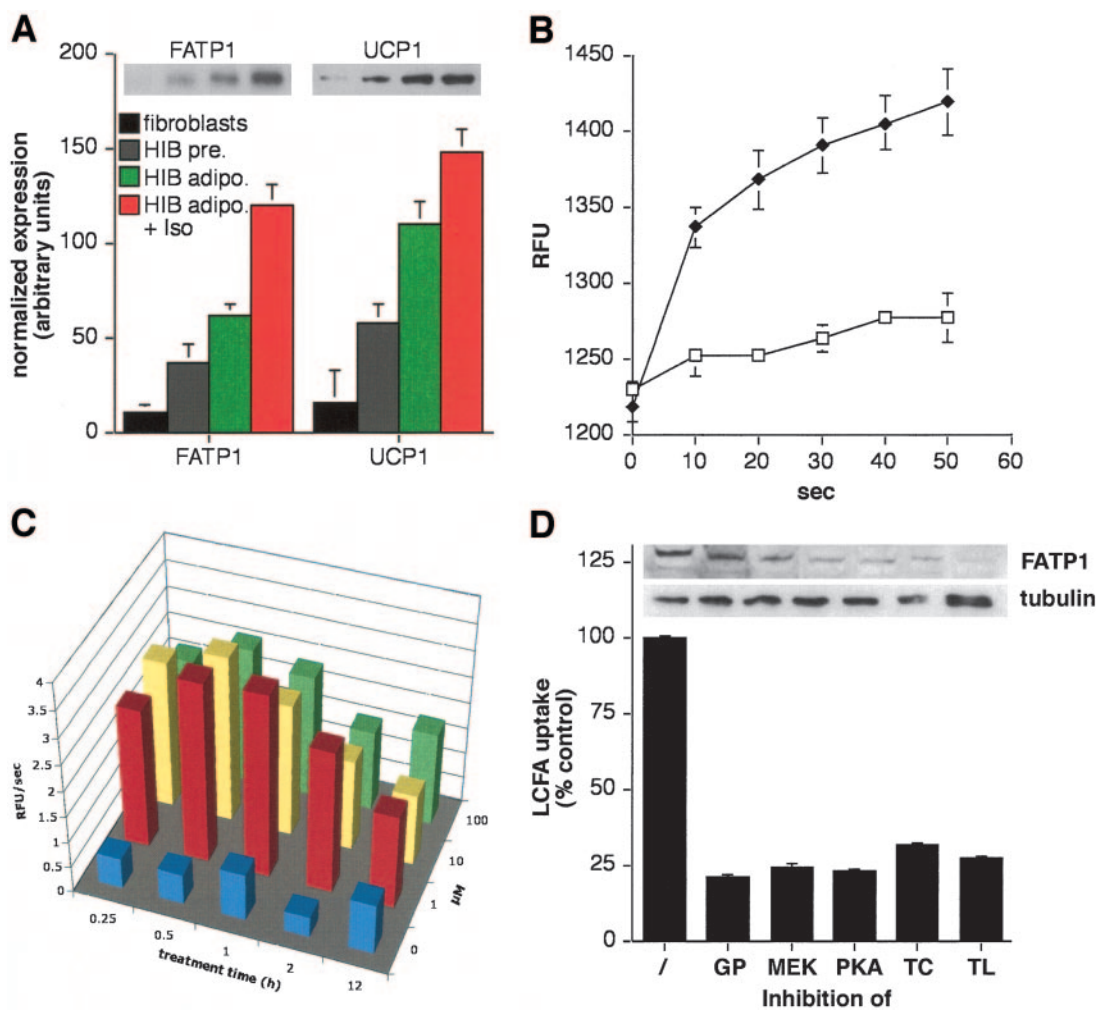 A
FATP1 UCP1
200
150
100
50
0
normalized expression
(arbitrary units)
fibroblasts
HIB pre.
HIB adipo.
HIB adipo.
+ Iso
FATP1 UCP1
B
1450
1400
1350
1300
1250
1200
RFU
0 10 20 30 40 50 60
sec
C
4
3.5
3
2.5
2
1.5
1
0.5
0
RFU/sec
0.25 0.5 1 2 12
treatment time (h)
0 1 10 100
µM
D
FATP1
tubulin
125
100
75
50
25
0
LCFA uptake
(% control)
/ GP MEK PKA TC TL
Inhibition of